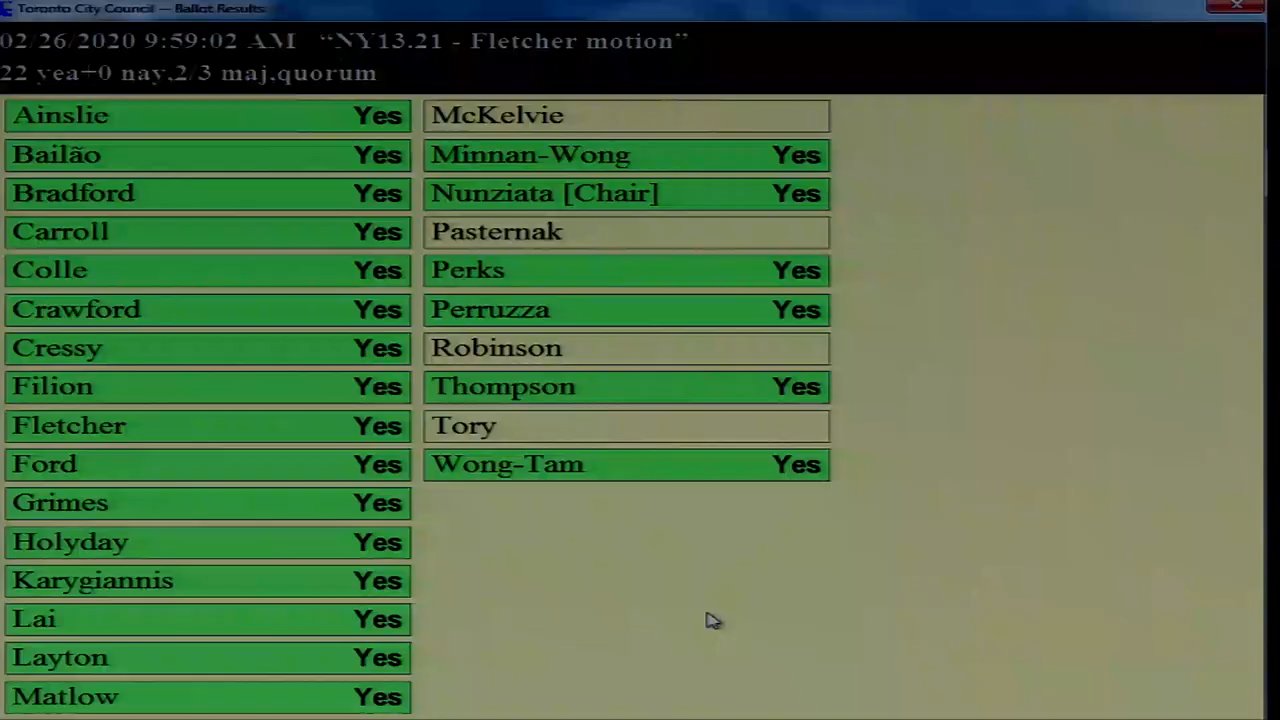 Toronto City Council — Ballot Results
02/26/2020 9:59:02 AM “NY13.21 - Fletcher motion”
22 yea+0 nay,2/3 maj,quorum
Ainslie Yes
Bailão Yes
Bradford Yes
Carroll Yes
Colle Yes
Crawford Yes
Cressy Yes
Filion Yes
Fletcher Yes
Ford Yes
Grimes Yes
Holyday Yes
Karygiannis Yes
Lai Yes
Layton Yes
Matlow Yes
McKelvie
Minnan-Wong Yes
Nunziata [Chair] Yes
Pasternak
Perks Yes
Perruzza Yes
Robinson
Thompson Yes
Tory
Wong-Tam Yes